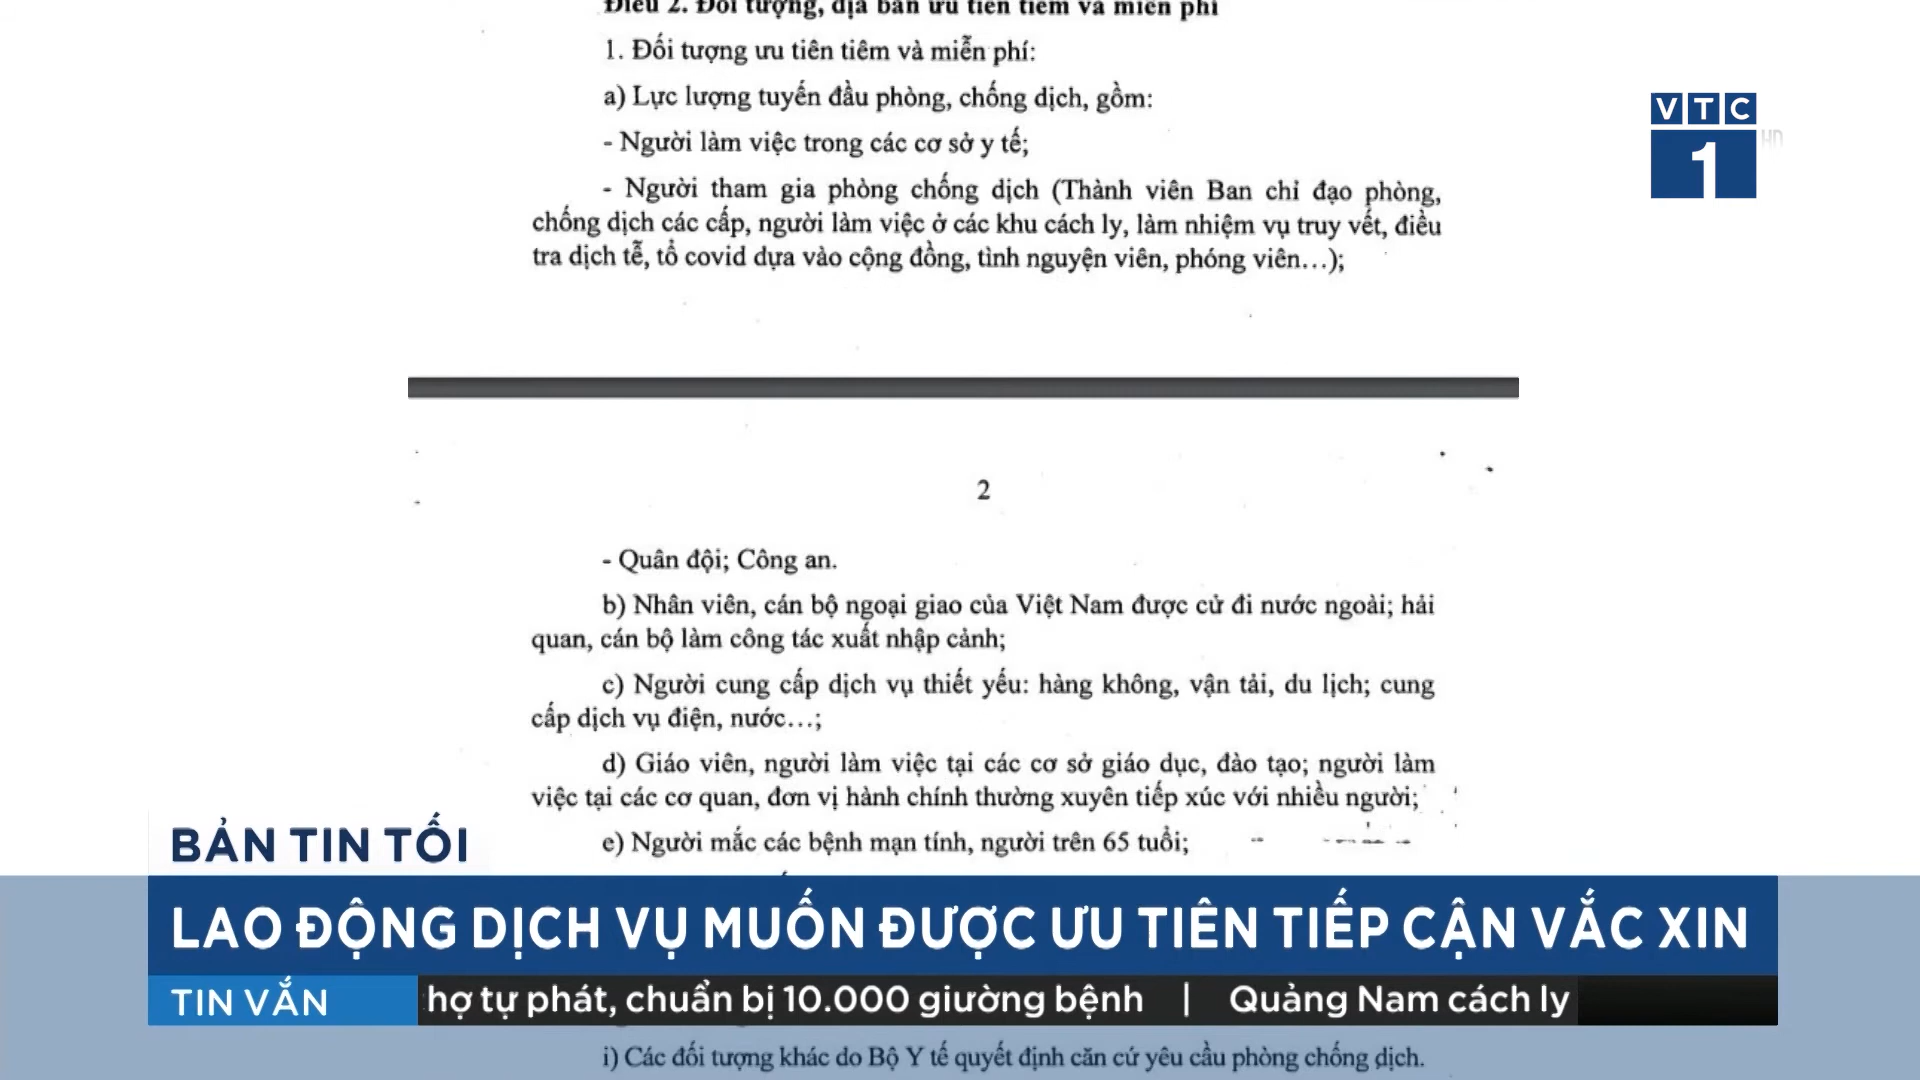 Điều 2. Đối tượng, địa bàn ưu tiên tiêm và miễn phí
1. Đối tượng ưu tiên tiêm và miễn phí:
a) Lực lượng tuyến đầu phòng, chống dịch, gồm:
- Người làm việc trong các cơ sở y tế;
- Người tham gia phòng chống dịch (Thành viên Ban chỉ đạo phòng,
chống dịch các cấp, người làm việc ở các khu cách ly, làm nhiệm vụ truy vết, điều
tra dịch tễ, tổ covid dựa vào cộng đồng, tình nguyện viên, phóng viên...);
VTC
1
HD
2
- Quân đội; Công an.
b) Nhân viên, cán bộ ngoại giao của Việt Nam được cử đi nước ngoài; hải
quan, cán bộ làm công tác xuất nhập cảnh;
c) Người cung cấp dịch vụ thiết yếu: hàng không, vận tải, du lịch; cung
cấp dịch vụ điện, nước...;
d) Giáo viên, người làm việc tại các cơ sở giáo dục, đào tạo; người làm
việc tại các cơ quan, đơn vị hành chính thường xuyên tiếp xúc với nhiều người;
e) Người mắc các bệnh mạn tính, người trên 65 tuổi;
BẢN TIN TỐI
LAO ĐỘNG DỊCH VỤ MUỐN ĐƯỢC ƯU TIÊN TIẾP CẬN VẮC XIN
TIN VẮN
hợ tự phát, chuẩn bị 10.000 giường bệnh | Quảng Nam cách ly
i) Các đối tượng khác do Bộ Y tế quyết định căn cứ yêu cầu phòng chống dịch.